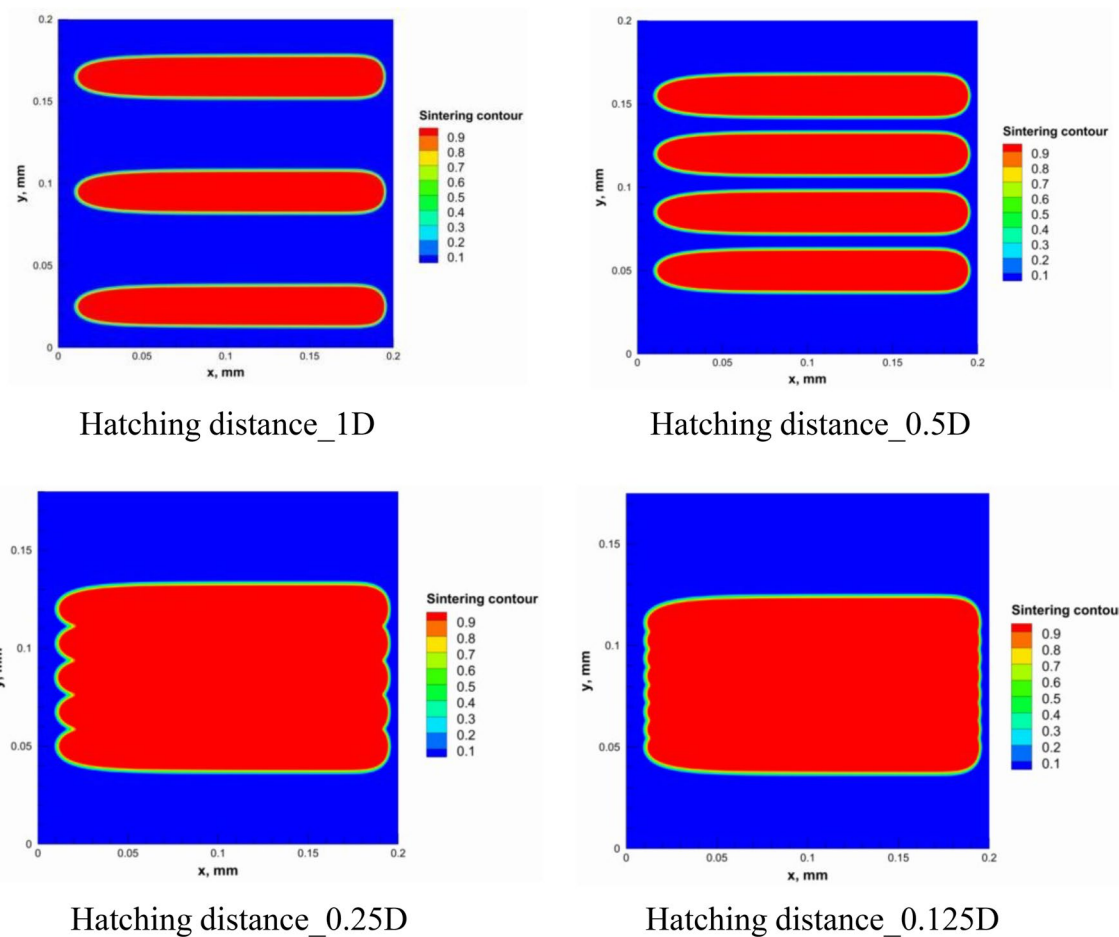 0.2
0.15
0.1
0.05
0
y, mm
0 0.05 0.1 0.15 0.2
x, mm
Sintering contour
0.9
0.8
0.7
0.6
0.5
0.4
0.3
0.2
0.1
Hatching distance_1D
0.2
0.15
0.1
0.05
0
y, mm
0 0.05 0.1 0.15 0.2
x, mm
Sintering contour
0.9
0.8
0.7
0.6
0.5
0.4
0.3
0.2
0.1
Hatching distance_0.5D
0.15
0.1
0.05
0
0 0.05 0.1 0.15 0.2
x, mm
Sintering contour
0.9
0.8
0.7
0.6
0.5
0.4
0.3
0.2
0.1
Hatching distance_0.25D
0.15
0.1
0.05
0
y, mm
0 0.05 0.1 0.15 0.2
x, mm
Sintering contou
0.9
0.8
0.7
0.6
0.5
0.4
0.3
0.2
0.1
Hatching distance_0.125D